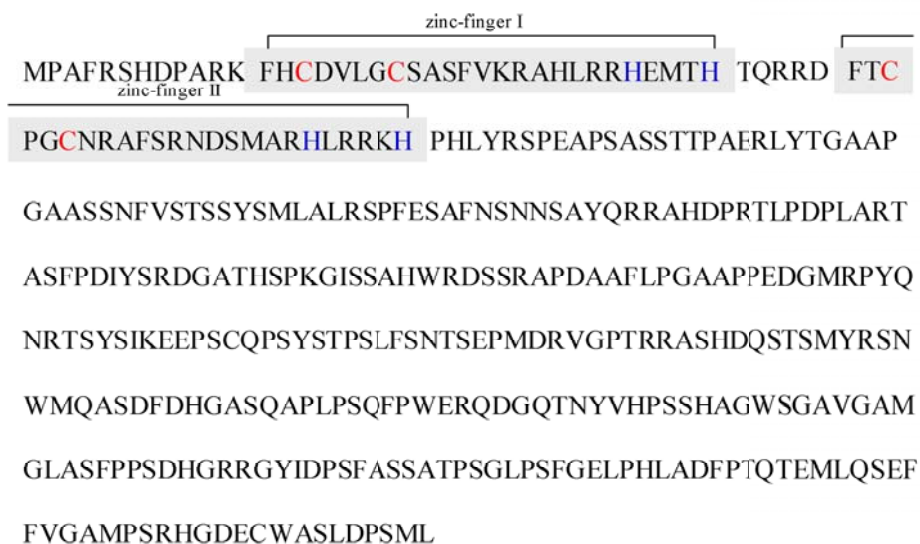 zinc-finger I
MPAFRSHDPARK FHCDVLGCSASFVKRAHLRRHEMTH TQRRD FTC
zinc-finger II
PGCNRAFSRNDSMARHLRRKH PHLYRSPEAPSASSTTPAERLYTGAAP
GAASSNFVSTSSYSMLALRSPFESAFNSNNSAYQRRAHDPRTLPDPLART
ASFPDIYSRDGATHSPKGISSAHWRDSSRAPDAAFLPGAAPPEDGMRPYQ
NRTSYSIKEEPSCQPSYSTPSLFSNTSEPMDRVGPTRRASHDQSTSMYRSN
WMQASDFDHGASQAPLPSQFPWERQDGQTNYVHPSSHAGWSGAVGAM
GLASFPPSDHGRRGYIDPSFASSATPSGLPSFGELPHLADFPTQTEMLQSEF
FVGAMPSRHGDECWASLDPSML